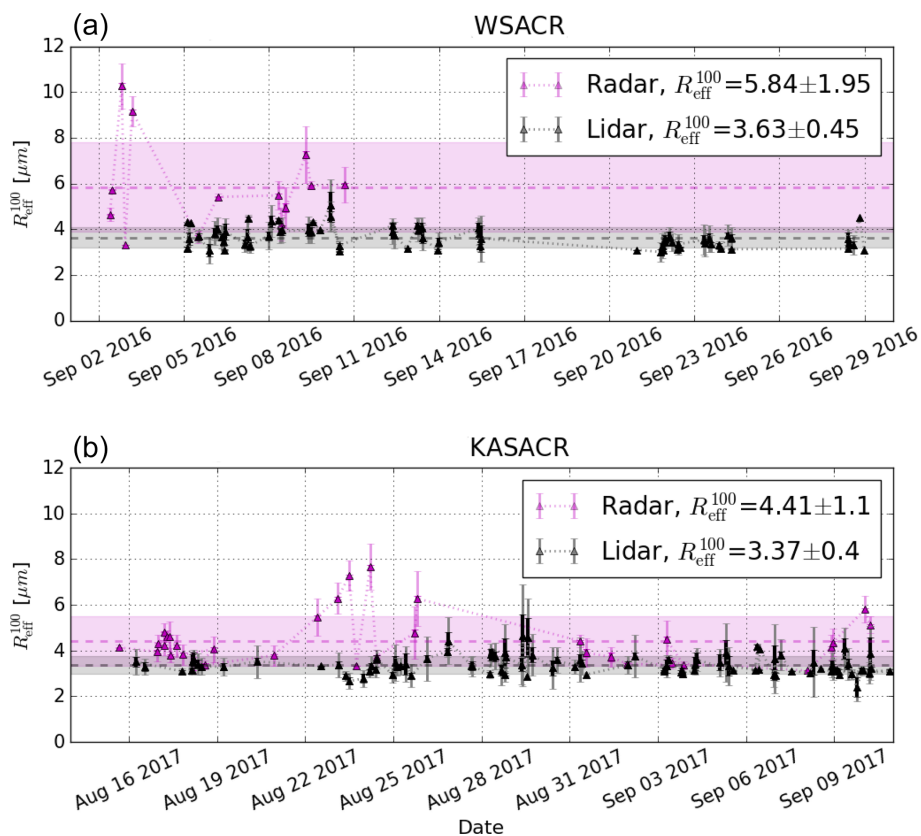 (a) WSACR
12
10
8
6
4
2
0
R_eff^100 [μm]
Radar, R_eff^100=5.84±1.95
Lidar, R_eff^100=3.63±0.45
Sep 02 2016
Sep 05 2016
Sep 08 2016
Sep 11 2016
Sep 14 2016
Sep 17 2016
Sep 20 2016
Sep 23 2016
Sep 26 2016
Sep 29 2016
(b) KASACR
12
10
8
6
4
2
0
R_eff^100 [μm]
Radar, R_eff^100=4.41±1.1
Lidar, R_eff^100=3.37±0.4
Aug 16 2017
Aug 19 2017
Aug 22 2017
Aug 25 2017
Aug 28 2017
Aug 31 2017
Sep 03 2017
Sep 06 2017
Sep 09 2017
Date